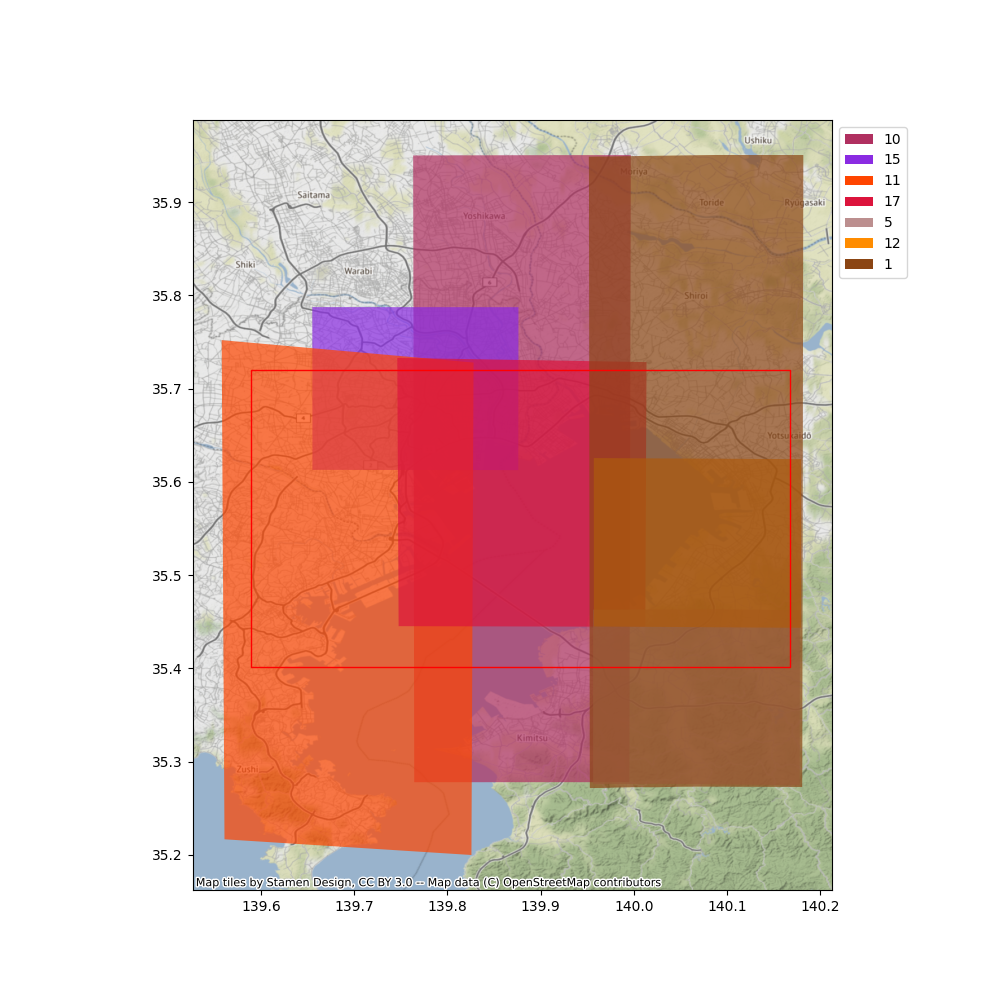 10
15
11
17
5
12
1
Ushiku
Moriya
Saitama
Toride
Ryūgasaki
Yoshikawa
Shiki
Warabi
Shiroi
Yotsukaidō
Kimitsu
Zushi
35.9
35.8
35.7
35.6
35.5
35.4
35.3
35.2
Map tiles by Stamen Design, CC BY 3.0 -- Map data (C) OpenStreetMap contributors
139.6 139.7 139.8 139.9 140.0 140.1 140.2